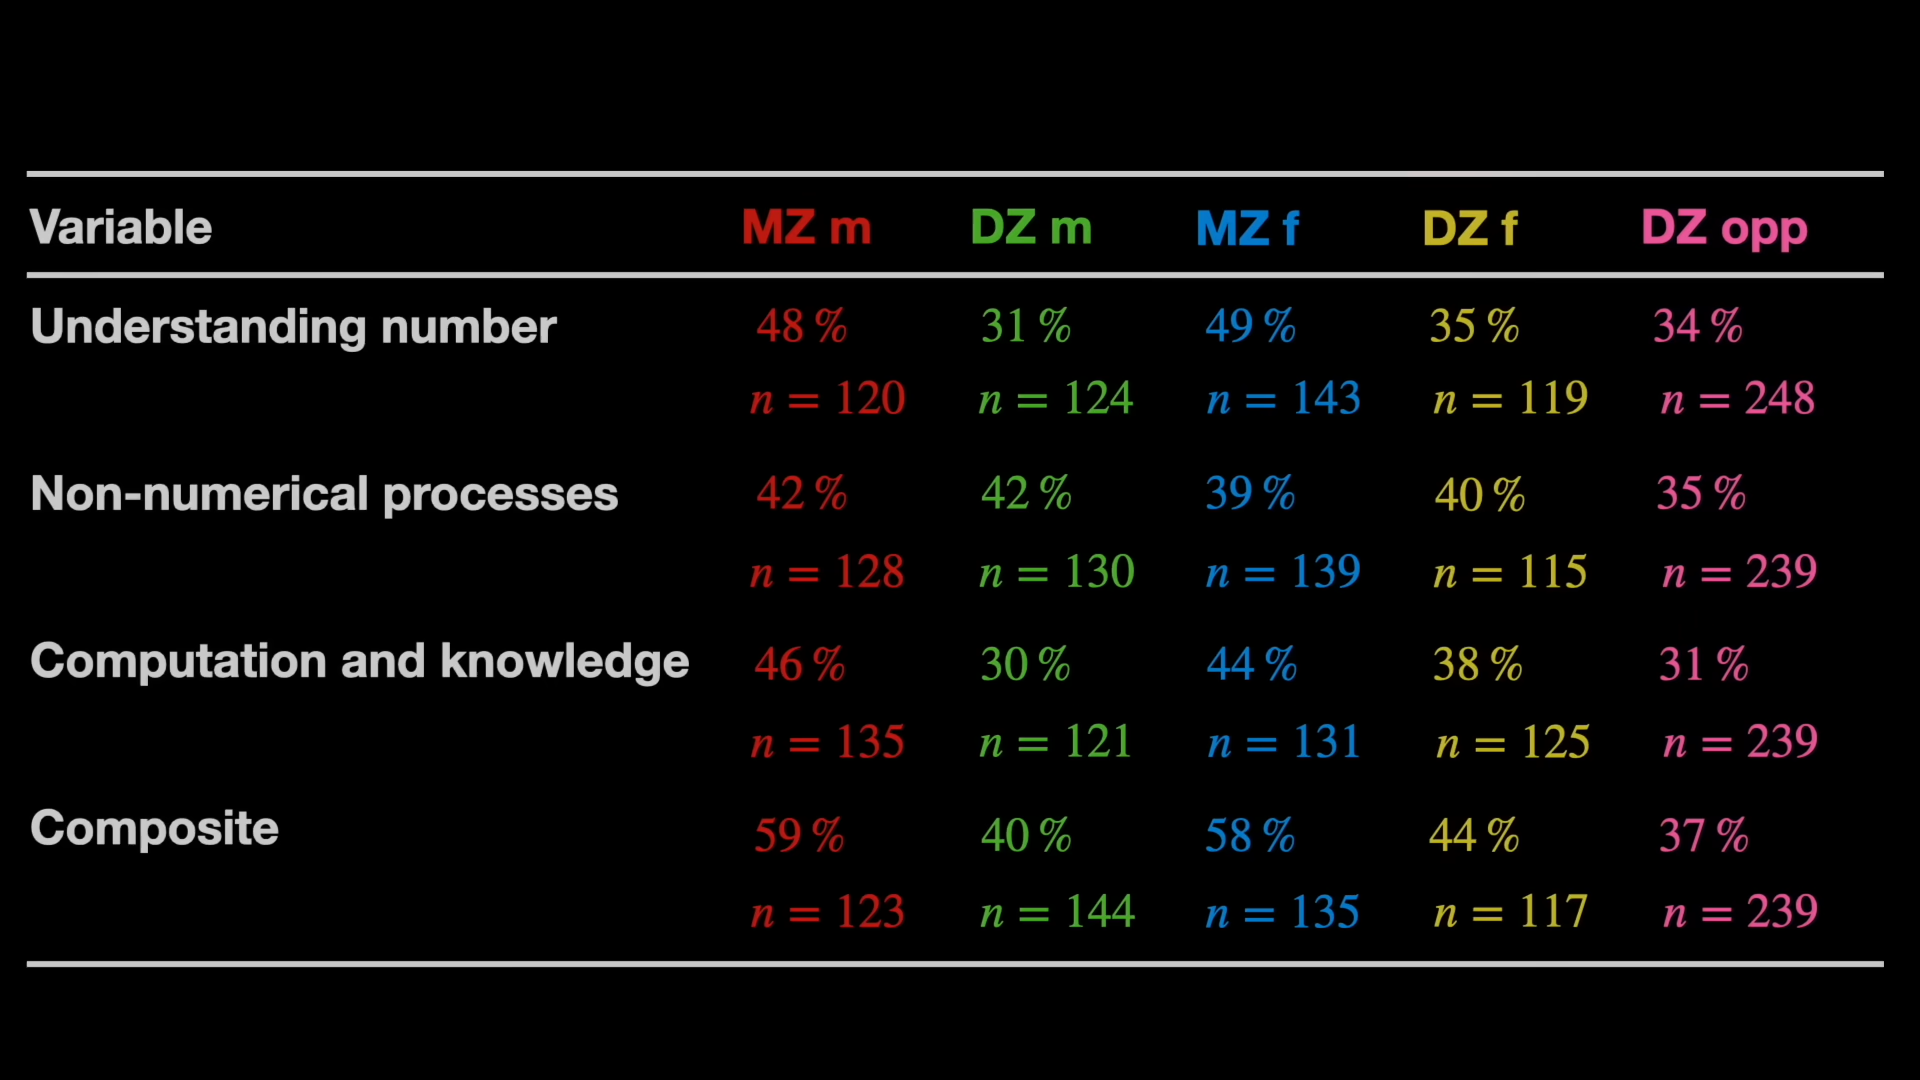 Variable MZ m DZ m MZ f DZ f DZ opp
Understanding number 48 % 31 % 49 % 35 % 34 %
n = 120 n = 124 n = 143 n = 119 n = 248
Non-numerical processes 42 % 42 % 39 % 40 % 35 %
n = 128 n = 130 n = 139 n = 115 n = 239
Computation and knowledge 46 % 30 % 44 % 38 % 31 %
n = 135 n = 121 n = 131 n = 125 n = 239
Composite 59 % 40 % 58 % 44 % 37 %
n = 123 n = 144 n = 135 n = 117 n = 239